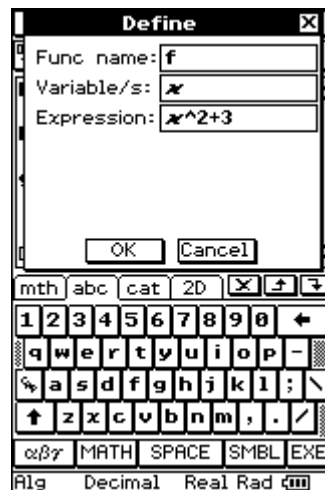 Define
Func name: f
Variable/s: x
Expression: x^2+3
OK Cancel
mth abc cat 2D
1 2 3 4 5 6 7 8 9 0 ←
q w e r t y u i o p -
a s d f g h j k l ; \
↑ z x c v b n m , . /
αβγ MATH SPACE SMBL EXE
Alg Decimal Real Rad